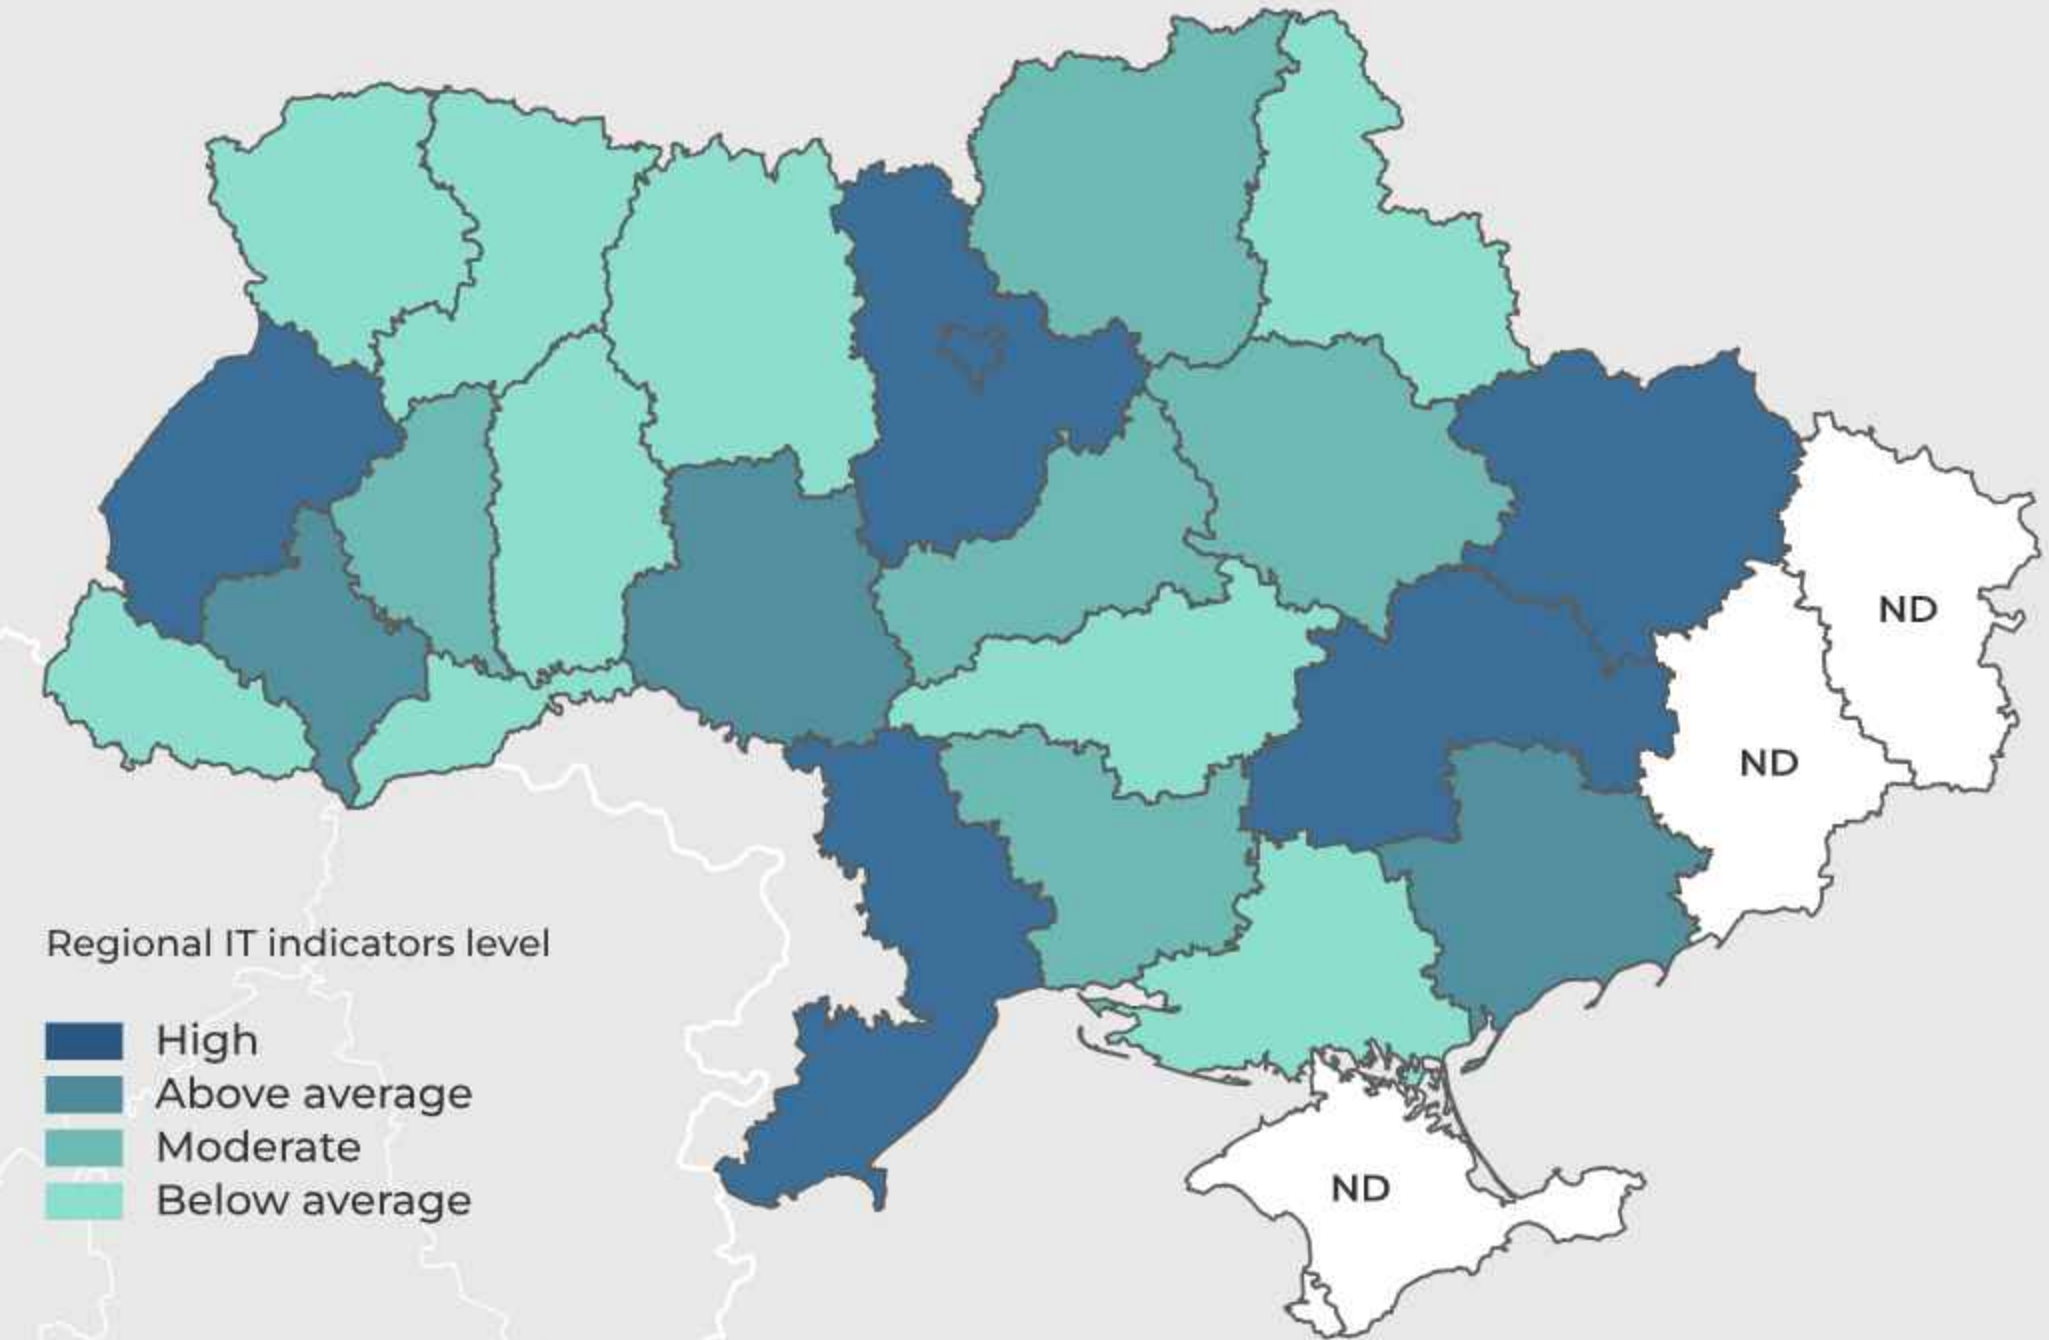 ND
ND
Regional IT indicators level
High
Above average
Moderate
Below average
ND